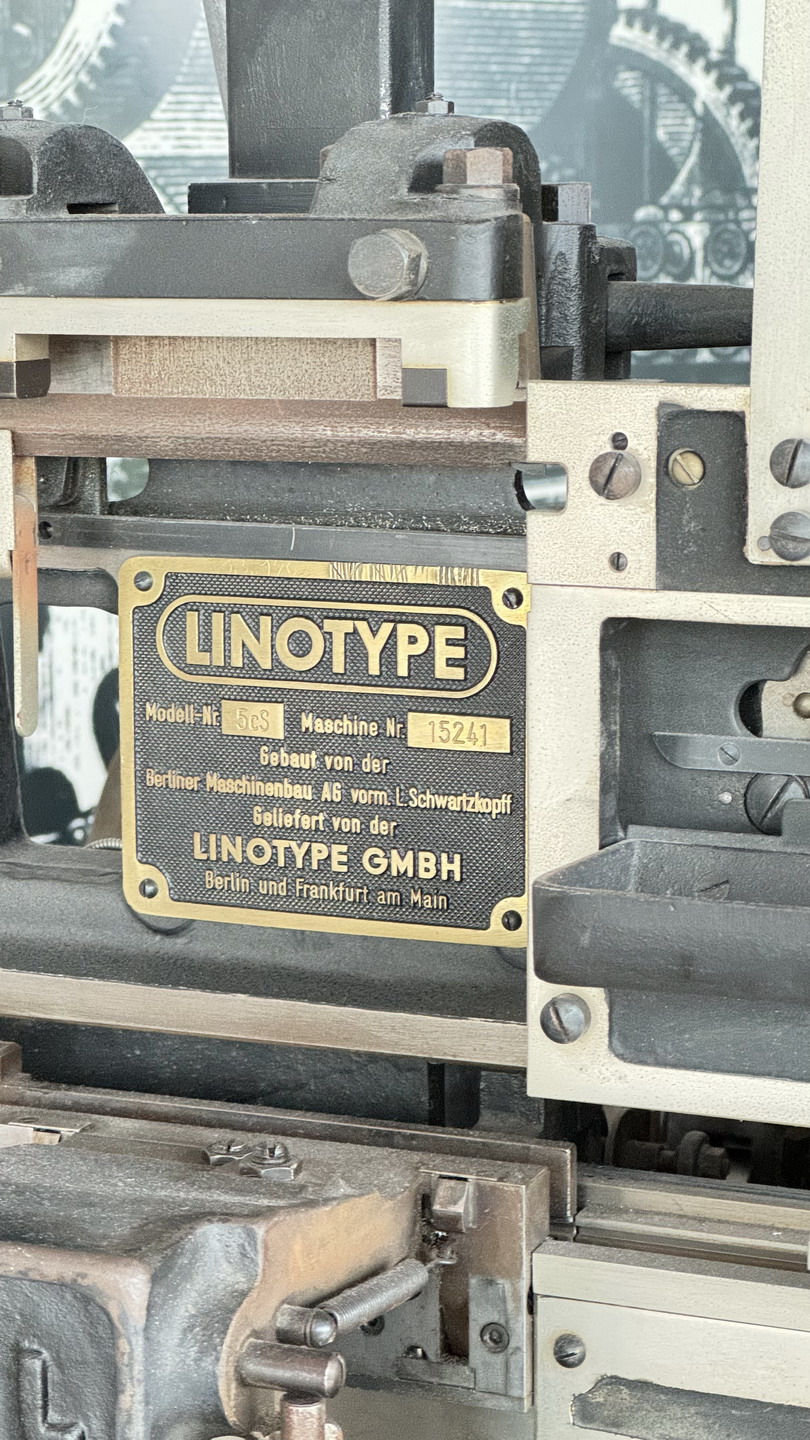 LINOTYPE
Modell-Nr. 5cS Maschine Nr. 15241
Gebaut von der
Berliner Maschinenbau AG vorm. L. Schwartzkopff
Geliefert von der
LINOTYPE GMBH
Berlin und Frankfurt am Main
L